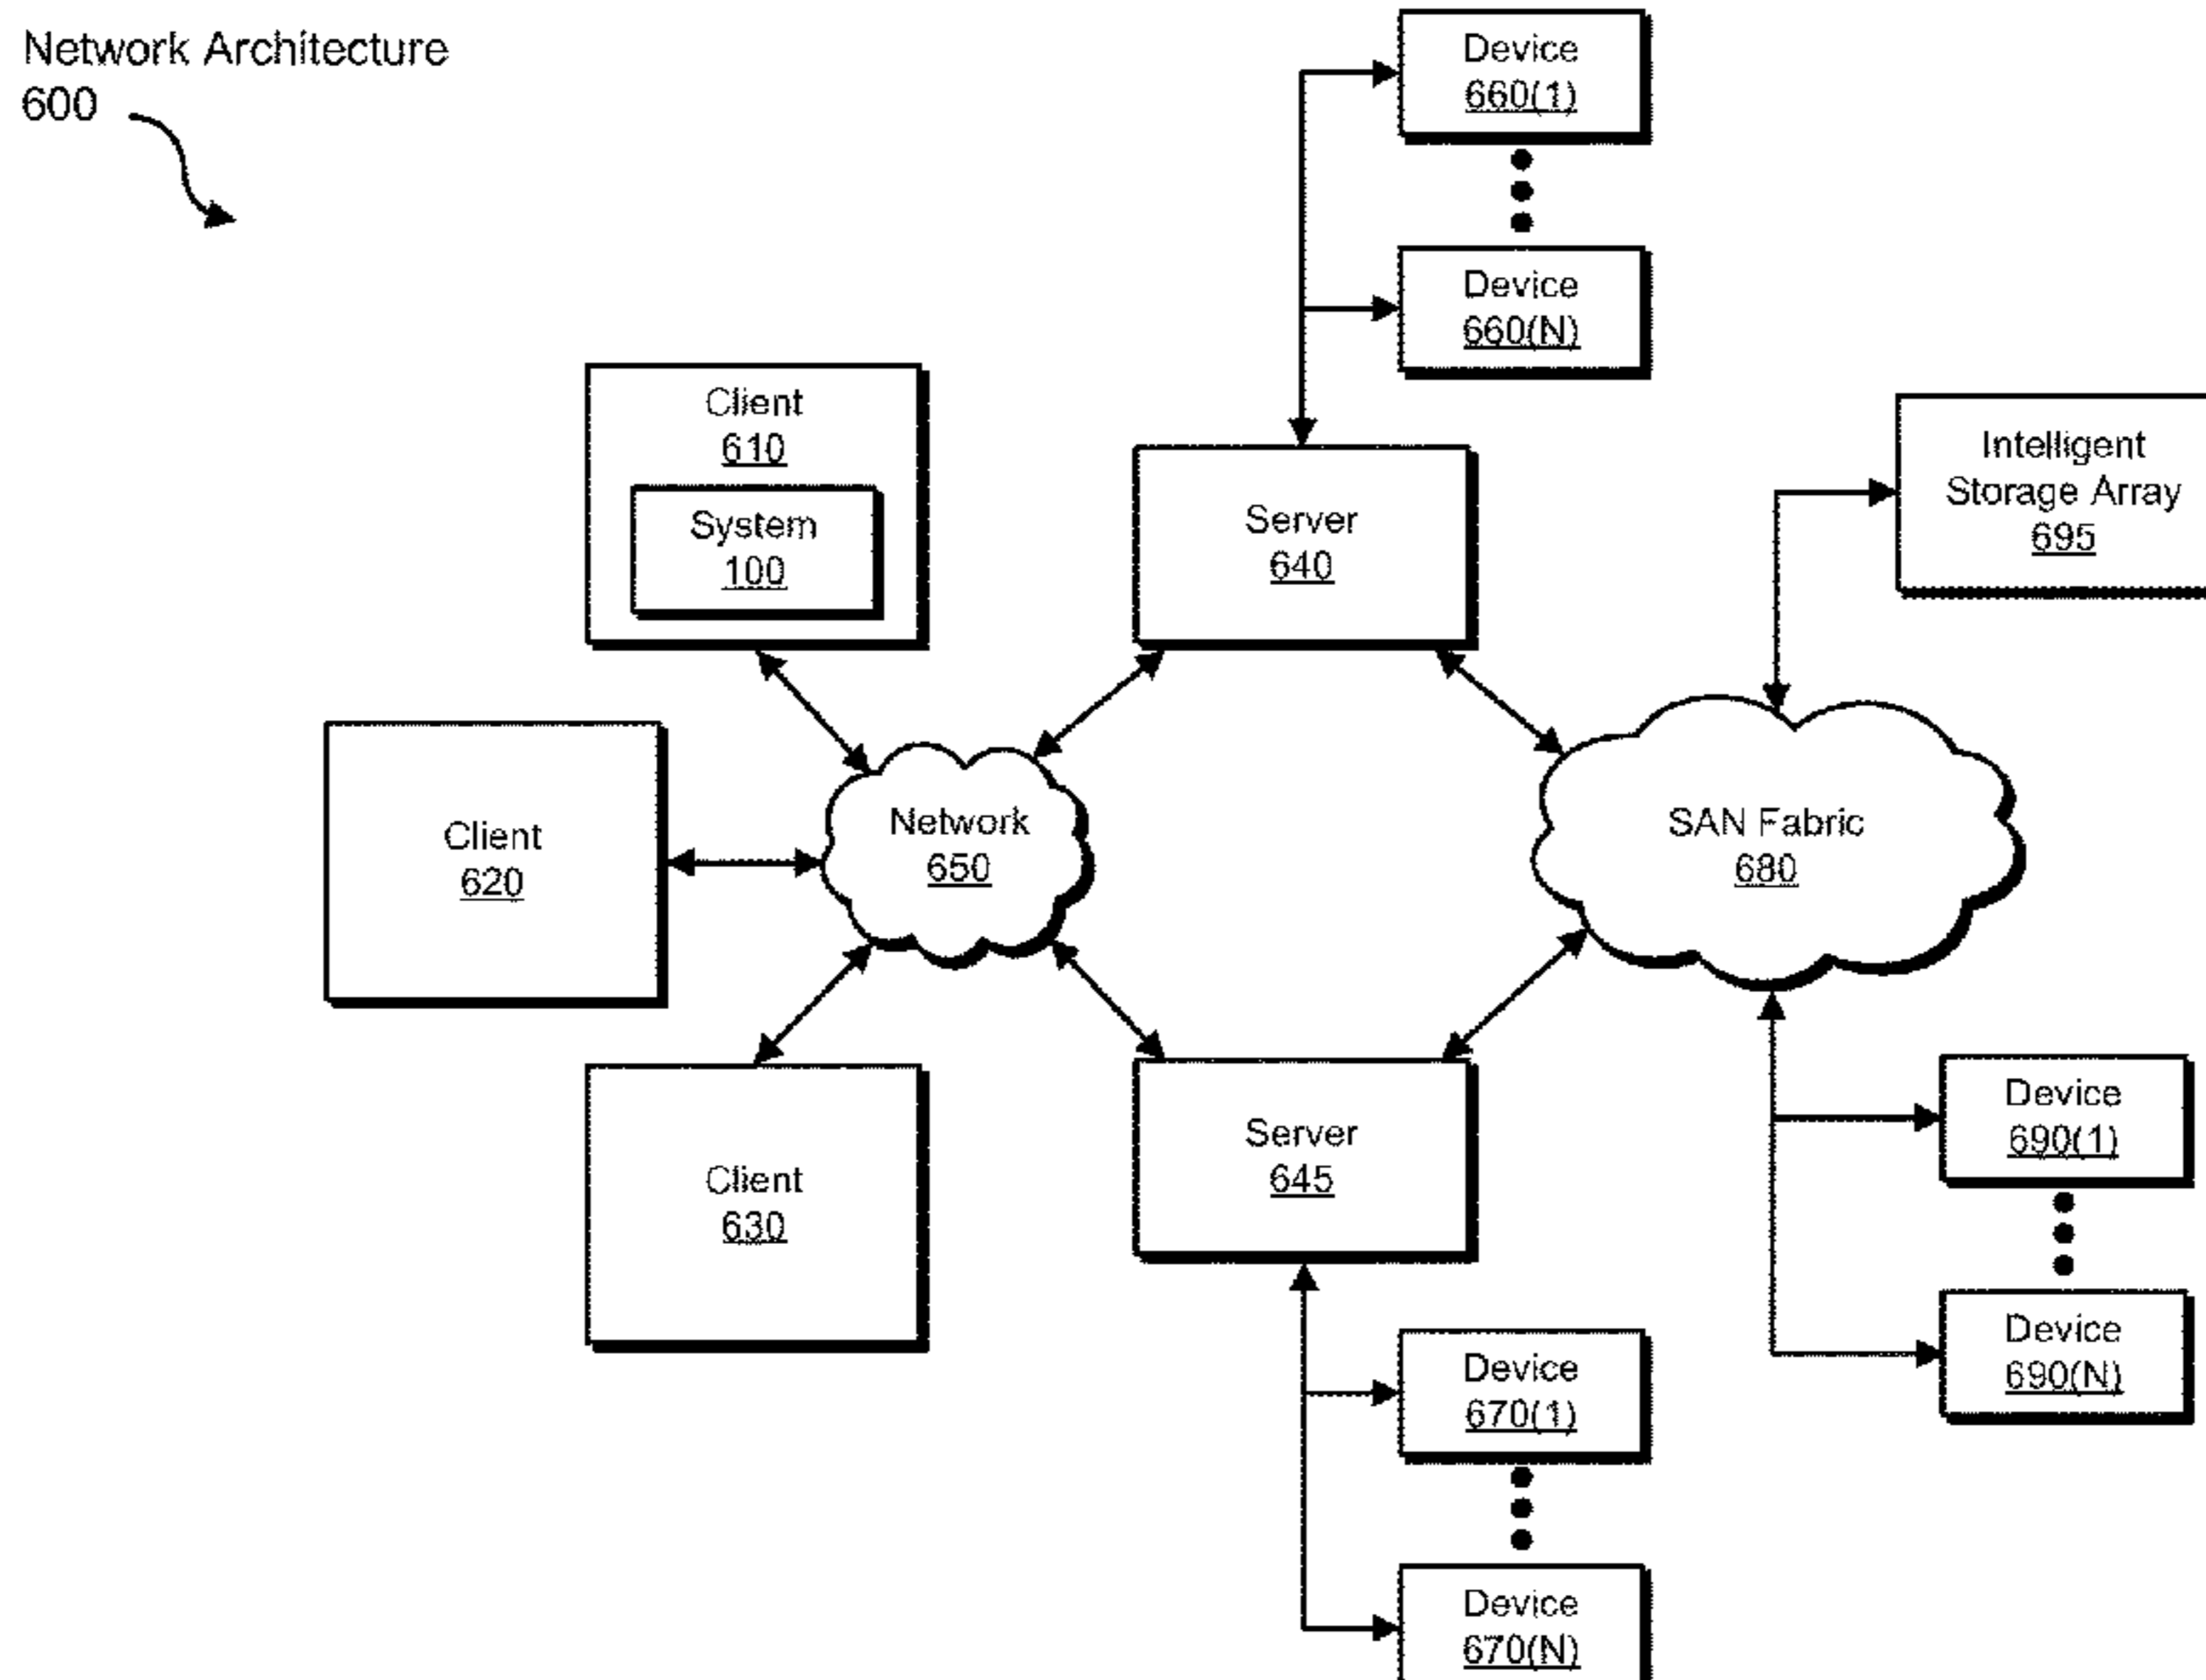 Network Architecture
600
Device
660(1)
Device
660(N)
Client
610
System
100
Server
640
Intelligent
Storage Array
695
Client
620
Network
650
SAN Fabric
680
Client
630
Server
645
Device
690(1)
Device
690(N)
Device
670(1)
Device
670(N)